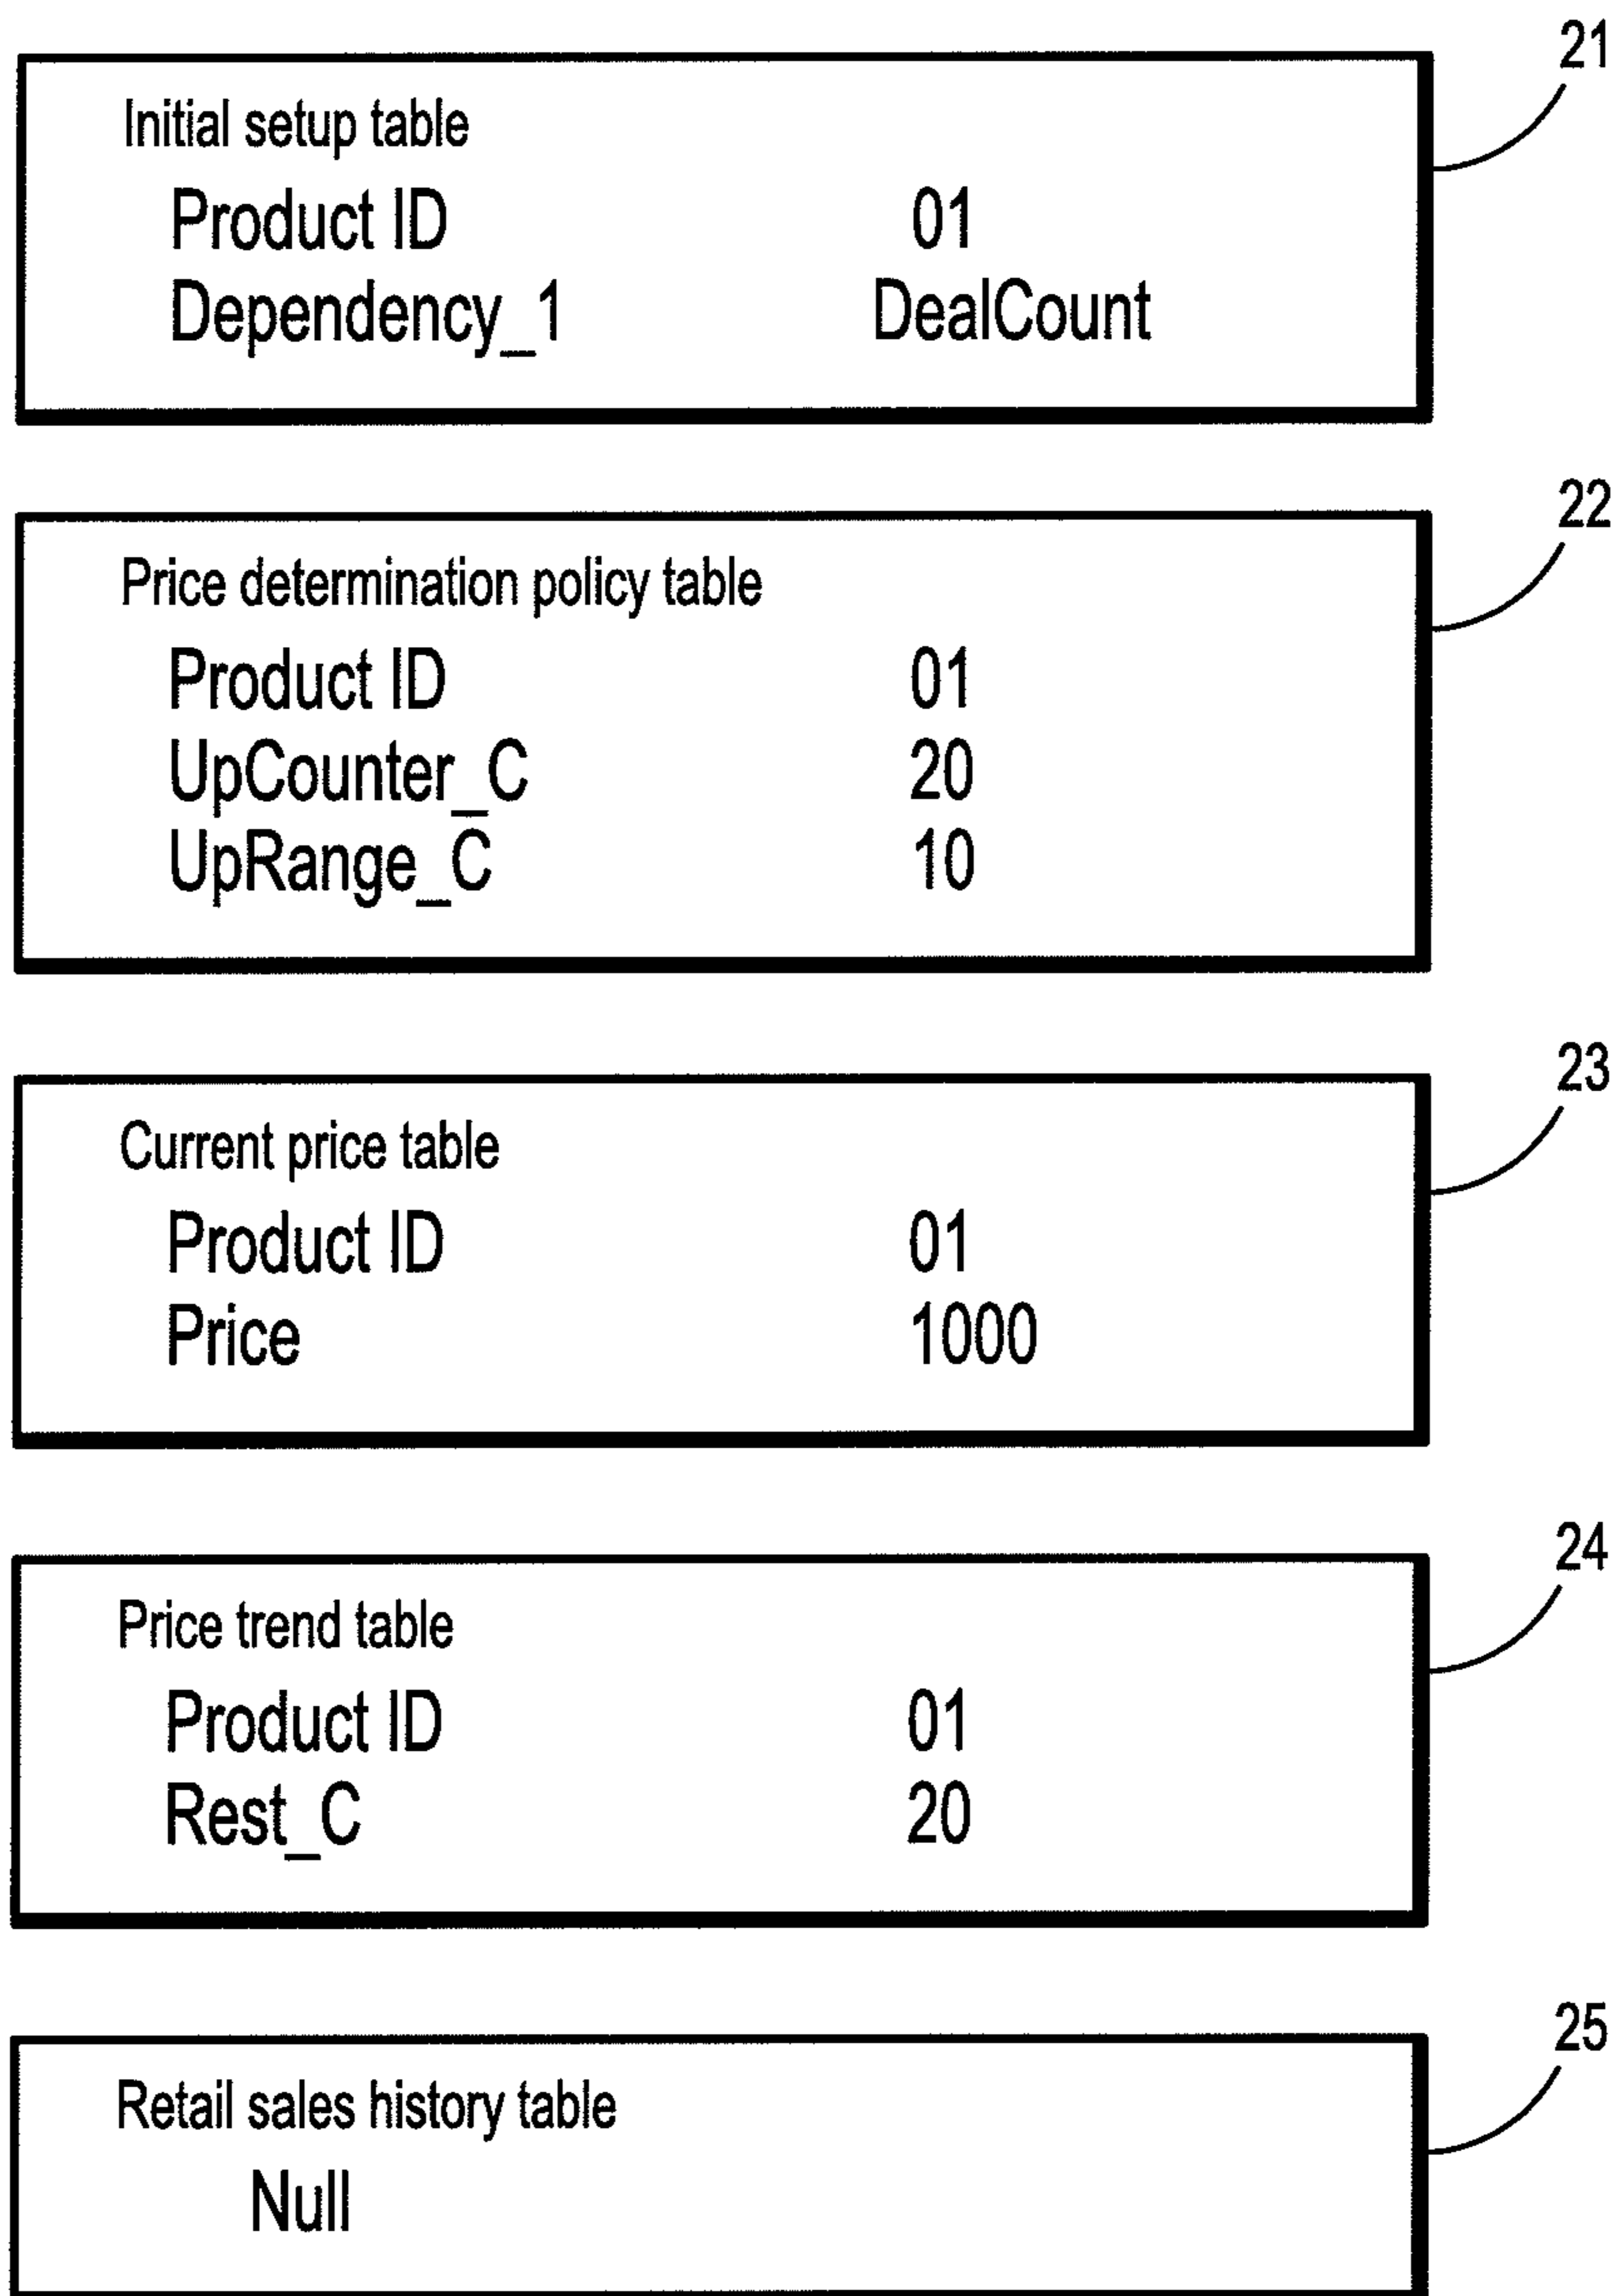 21
Initial setup table
Product ID 01
Dependency_1 DealCount
22
Price determination policy table
Product ID 01
UpCounter_C 20
UpRange_C 10
23
Current price table
Product ID 01
Price 1000
24
Price trend table
Product ID 01
Rest_C 20
25
Retail sales history table
Null